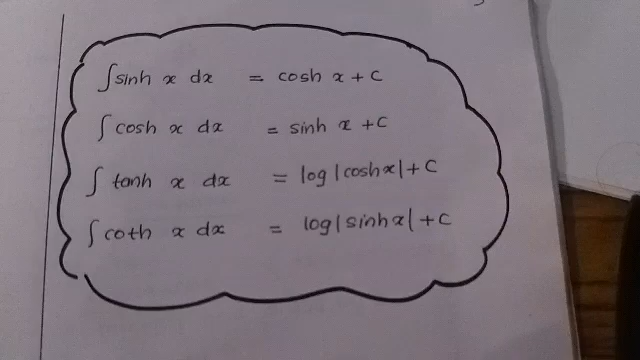 ∫ sinh x dx = cosh x + c
∫ cosh x dx = sinh x + c
∫ tanh x dx = log |cosh x| + c
∫ coth x dx = log | sinh x | + c